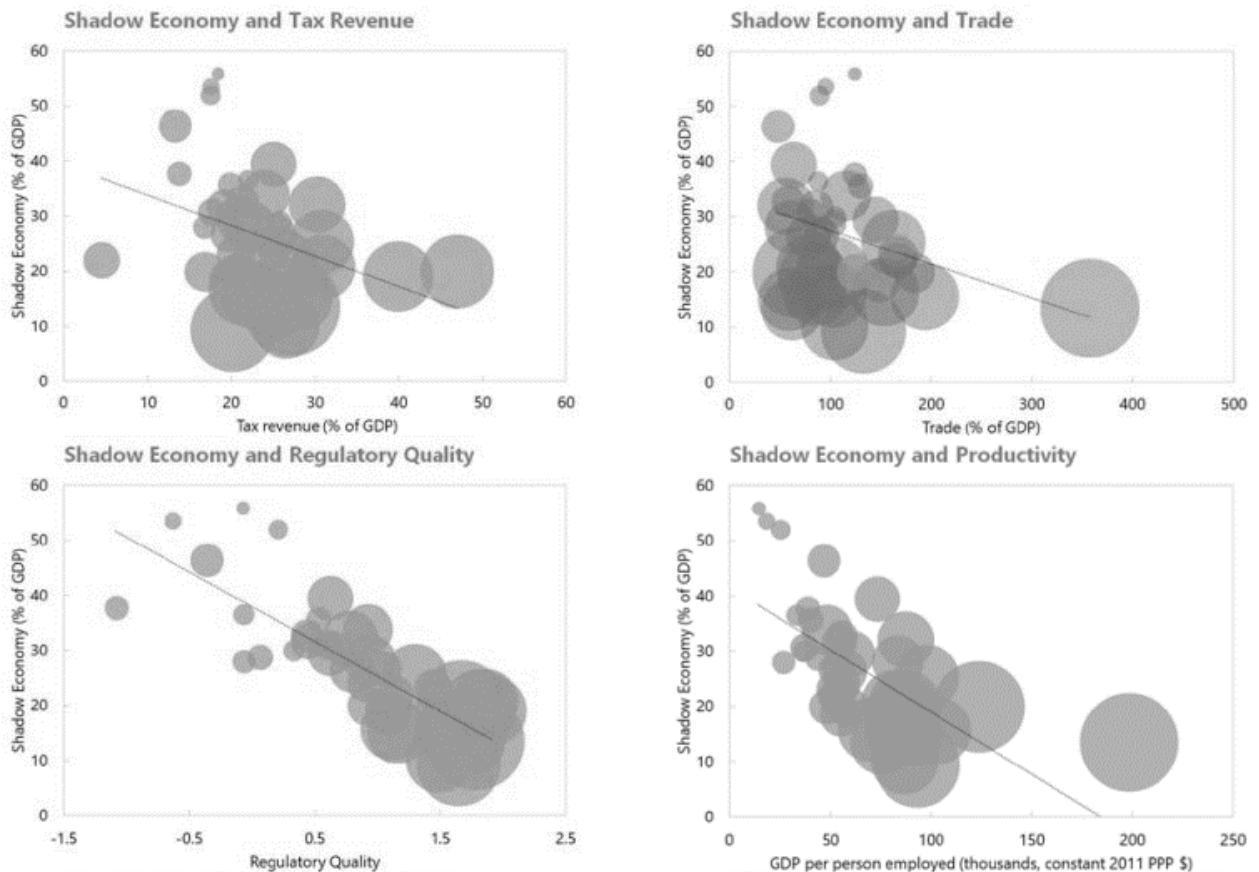 Shadow Economy and Tax Revenue
Shadow Economy (% of GDP)
60
50
40
30
20
10
0
0 10 20 30 40 50 60
Tax revenue (% of GDP)
Shadow Economy and Trade
Shadow Economy (% of GDP)
60
50
40
30
20
10
0
0 100 200 300 400 500
Trade (% of GDP)
Shadow Economy and Regulatory Quality
Shadow Economy (% of GDP)
60
50
40
30
20
10
0
-1.5 -0.5 0.5 1.5 2.5
Regulatory Quality
Shadow Economy and Productivity
Shadow Economy (% of GDP)
60
50
40
30
20
10
0
0 50 100 150 200 250
GDP per person employed (thousands, constant 2011 PPP $)